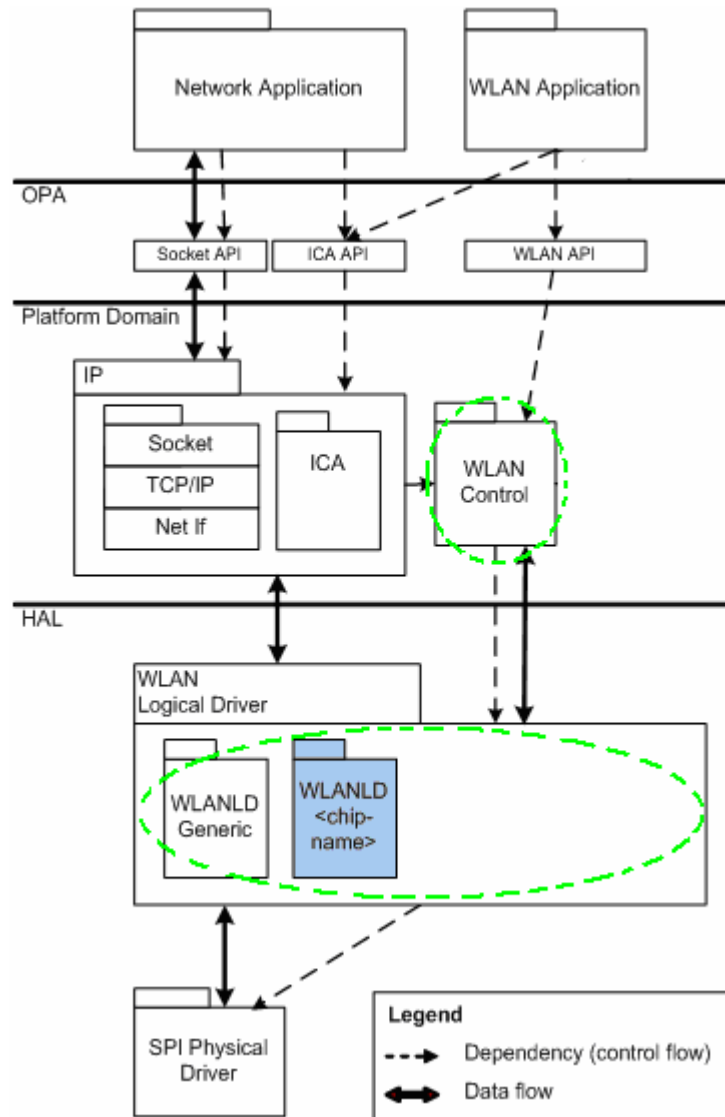 Network Application
WLAN Application
OPA
Socket API
ICA API
WLAN API
Platform Domain
IP
Socket
TCP/IP
Net If
ICA
WLAN
Control
HAL
WLAN
Logical Driver
WLANLD
Generic
WLANLD
<chip-
name>
SPI Physical
Driver
Legend
Dependency (control flow)
Data flow